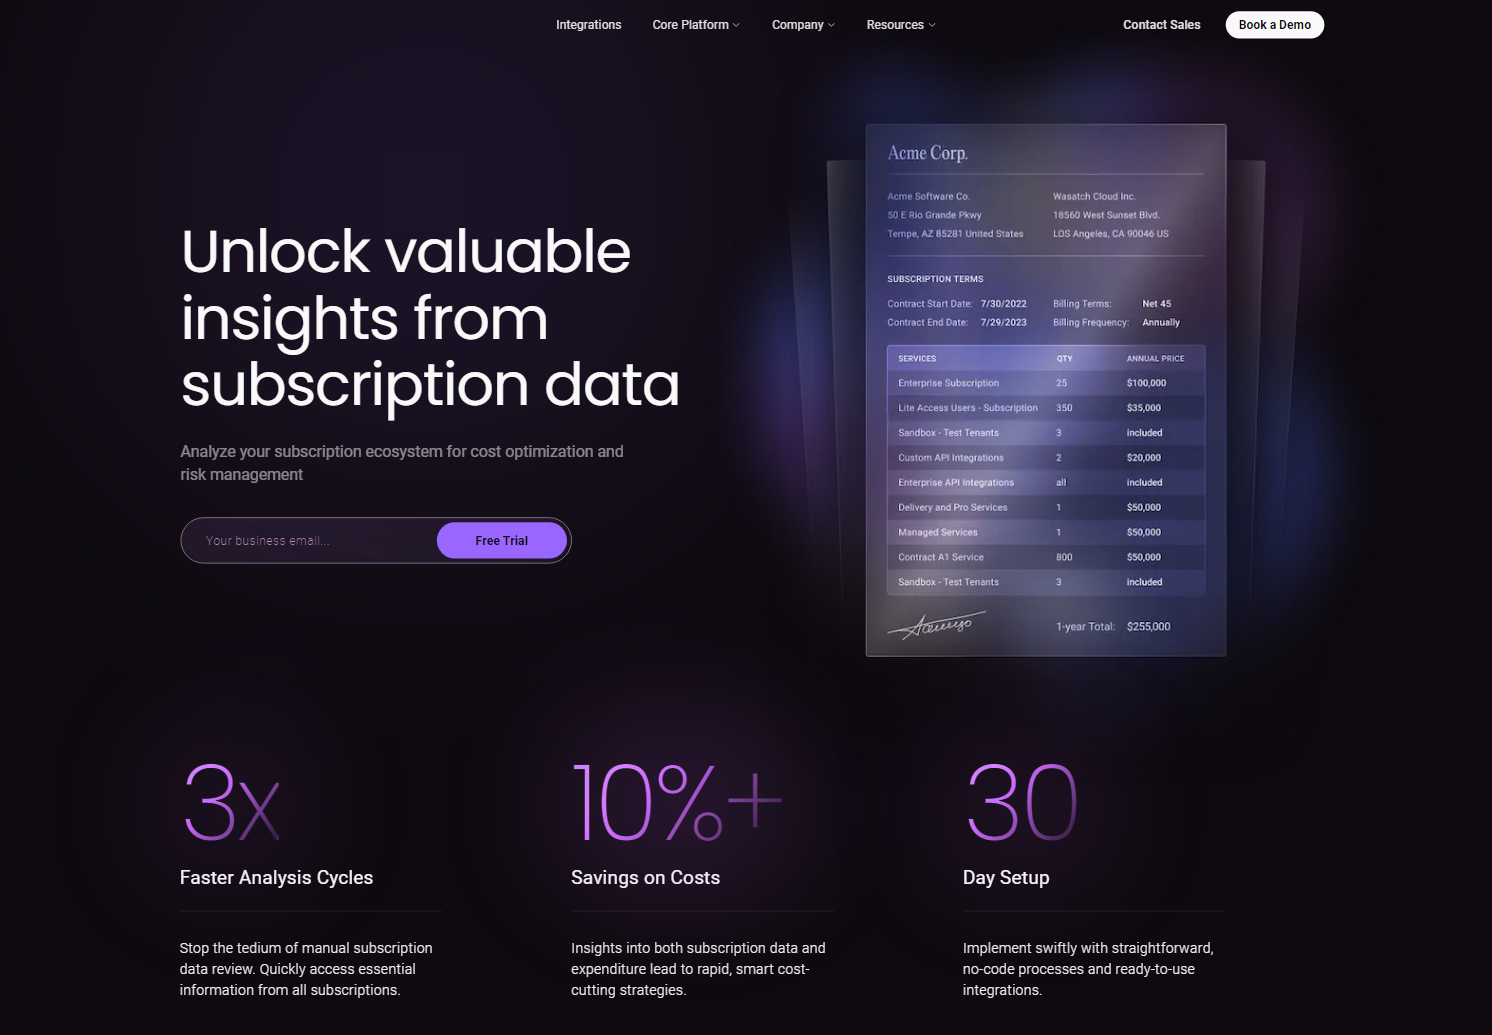 Integrations Core Platform Company Resources Contact Sales Book a Demo
Unlock valuable
insights from
subscription data
Analyze your subscription ecosystem for cost optimization and
risk management
Your business email... Free Trial
Acme Corp.
Acme Software Co. Wasatch Cloud Inc.
50 E Rio Grande Pkwy 18560 West Sunset Blvd.
Tempe, AZ 85281 United States LOS Angeles, CA 90046 US
SUBSCRIPTION TERMS
Contract Start Date: 7/30/2022 Billing Terms: Net 45
Contract End Date: 7/29/2023 Billing Frequency: Annually
SERVICES QTY ANNUAL PRICE
Enterprise Subscription 25 $100,000
Lite Access Users - Subscription 350 $35,000
Sandbox - Test Tenants 3 included
Custom API Integrations 2 $20,000
Enterprise API Integrations all included
Delivery and Pro Services 1 $50,000
Managed Services 1 $50,000
Contract A1 Service 800 $50,000
Sandbox - Test Tenants 3 included
1-year Total: $255,000
3x
Faster Analysis Cycles
Stop the tedium of manual subscription
data review. Quickly access essential
information from all subscriptions.
10%+
Savings on Costs
Insights into both subscription data and
expenditure lead to rapid, smart cost-
cutting strategies.
30
Day Setup
Implement swiftly with straightforward,
no-code processes and ready-to-use
integrations.